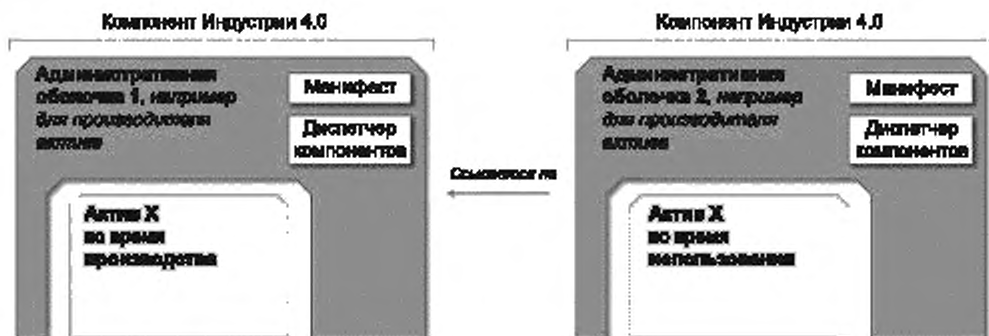 Компонент Индустрии 4.0
Административная
оболочка 1, например
для производителя
актива
Манифест
Диспетчер
компонентов
Актив X
во время
производства
Ссылается на
Компонент Индустрии 4.0
Административная
оболочка 2, например
для производителя
актива
Манифест
Диспетчер
компонентов
Актив X
во время
использования